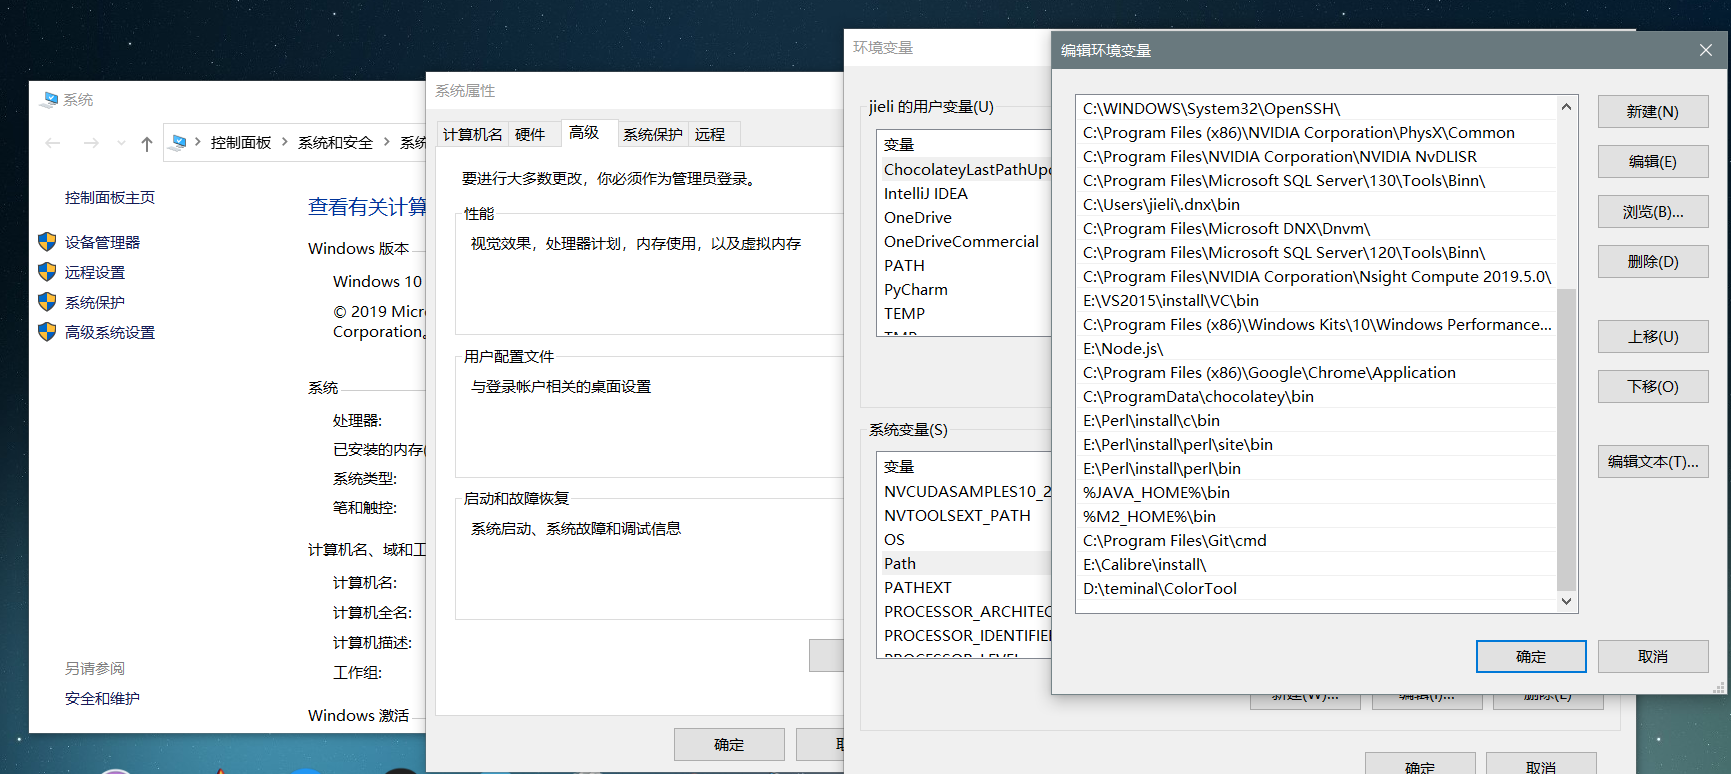 系统
控制面板
系统和安全
系统
控制面板主页
设备管理器
远程设置
系统保护
高级系统设置
另请参阅
安全和维护
查看有关计算
Windows 版本
Windows 10
© 2019 Micr
Corporation。
系统
处理器:
已安装的内存(
系统类型:
笔和触控:
计算机名、域和工
计算机名:
计算机全名:
计算机描述:
工作组:
Windows 激活
系统属性
计算机名 硬件 高级 系统保护 远程
要进行大多数更改，你必须作为管理员登录。
性能
视觉效果，处理器计划，内存使用，以及虚拟内存
用户配置文件
与登录帐户相关的桌面设置
启动和故障恢复
系统启动、系统故障和调试信息
确定
环境变量
jieli 的用户变量(U)
变量
ChocolateyLastPathUp
IntelliJ IDEA
OneDrive
OneDriveCommercial
PATH
PyCharm
TEMP
TMP
系统变量(S)
变量
NVCUDASAMPLES10_2
NVTOOLSEXT_PATH
OS
Path
PATHEXT
PROCESSOR_ARCHITEC
PROCESSOR_IDENTIFIE
PROCESSOR_LEVEL
新建(W)... 编辑(I)... 删除(L)
确定 取消
编辑环境变量
C:\WINDOWS\System32\OpenSSH\
C:\Program Files (x86)\NVIDIA Corporation\PhysX\Common
C:\Program Files\NVIDIA Corporation\NVIDIA NvDLISR
C:\Program Files\Microsoft SQL Server\130\Tools\Binn\
C:\Users\jieli\.dnx\bin
C:\Program Files\Microsoft DNX\Dnvm\
C:\Program Files\Microsoft SQL Server\120\Tools\Binn\
C:\Program Files\NVIDIA Corporation\Nsight Compute 2019.5.0\
E:\VS2015\install\VC\bin
C:\Program Files (x86)\Windows Kits\10\Windows Performance...
E:\Node.js\
C:\Program Files (x86)\Google\Chrome\Application
C:\ProgramData\chocolatey\bin
E:\Perl\install\c\bin
E:\Perl\install\perl\site\bin
E:\Perl\install\perl\bin
%JAVA_HOME%\bin
%M2_HOME%\bin
C:\Program Files\Git\cmd
E:\Calibre\install\
D:\teminal\ColorTool
新建(N)
编辑(E)
浏览(B)...
删除(D)
上移(U)
下移(O)
编辑文本(T)...
确定 取消